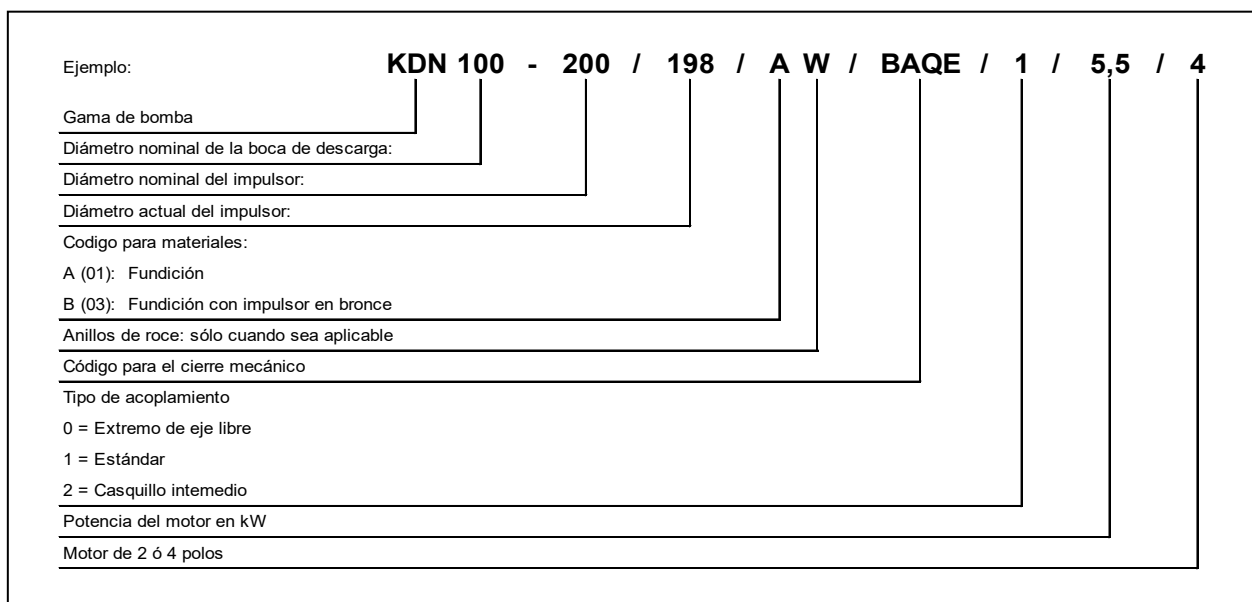 Ejemplo: KDN 100 - 200 / 198 / A W / BAQE / 1 / 5,5 / 4
Gama de bomba
Diámetro nominal de la boca de descarga:
Diámetro nominal del impulsor:
Diámetro actual del impulsor:
Codigo para materiales:
A (01): Fundición
B (03): Fundición con impulsor en bronce
Anillos de roce: sólo cuando sea aplicable
Código para el cierre mecánico
Tipo de acoplamiento
0 = Extremo de eje libre
1 = Estándar
2 = Casquillo intemedio
Potencia del motor en kW
Motor de 2 ó 4 polos